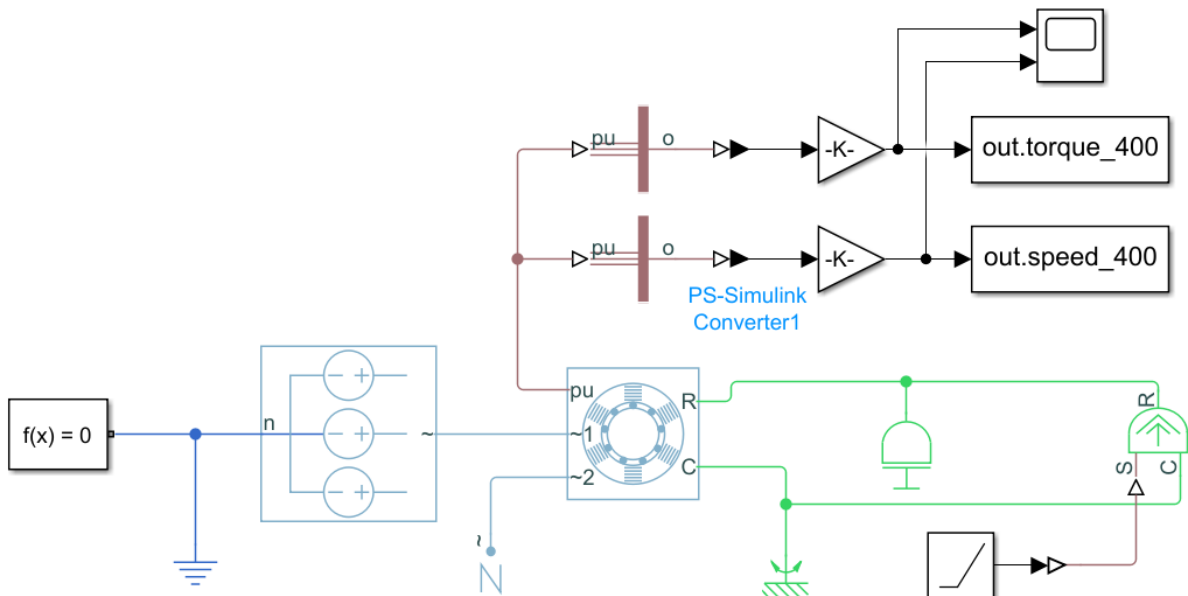 pu
o
-K-
out.torque_400
pu
o
-K-
out.speed_400
PS-Simulink
Converter1
f(x) = 0
n
~
pu
~1
~2
R
C
~
N
R
S
C